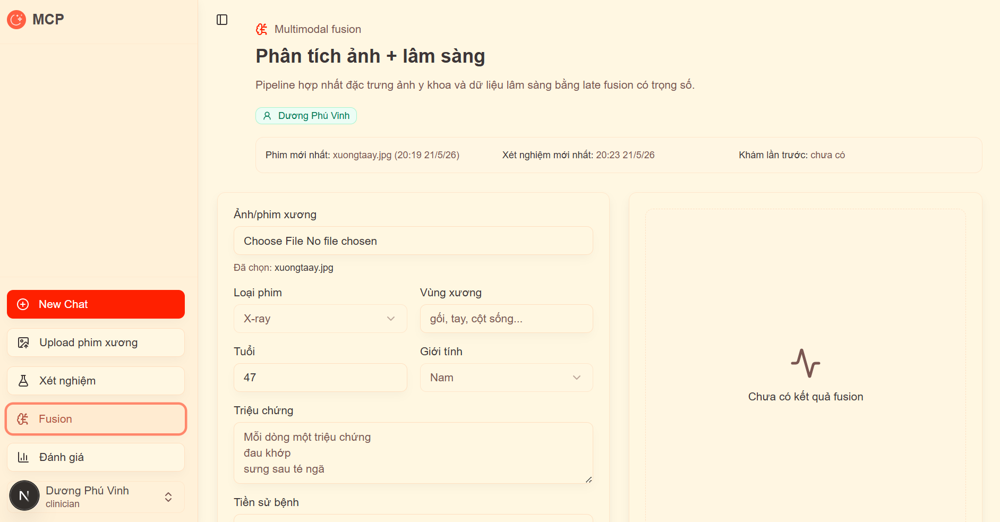 MCP
New Chat
Upload phim xương
Xét nghiệm
Fusion
Đánh giá
N
Dương Phú Vinh
clinician
Multimodal fusion
Phân tích ảnh + lâm sàng
Pipeline hợp nhất đặc trưng ảnh y khoa và dữ liệu lâm sàng bằng late fusion có trọng số.
Dương Phú Vinh
Phim mới nhất: xuongtaay.jpg (20:19 21/5/26)
Xét nghiệm mới nhất: 20:23 21/5/26
Khám lần trước: chưa có
Ảnh/phim xương
Choose File No file chosen
Đã chọn: xuongtaay.jpg
Loại phim
Vùng xương
X-ray
gối, tay, cột sống...
Tuổi
Giới tính
47
Nam
Triệu chứng
Mỗi dòng một triệu chứng
đau khớp
sưng sau té ngã
Tiền sử bệnh
Chưa có kết quả fusion